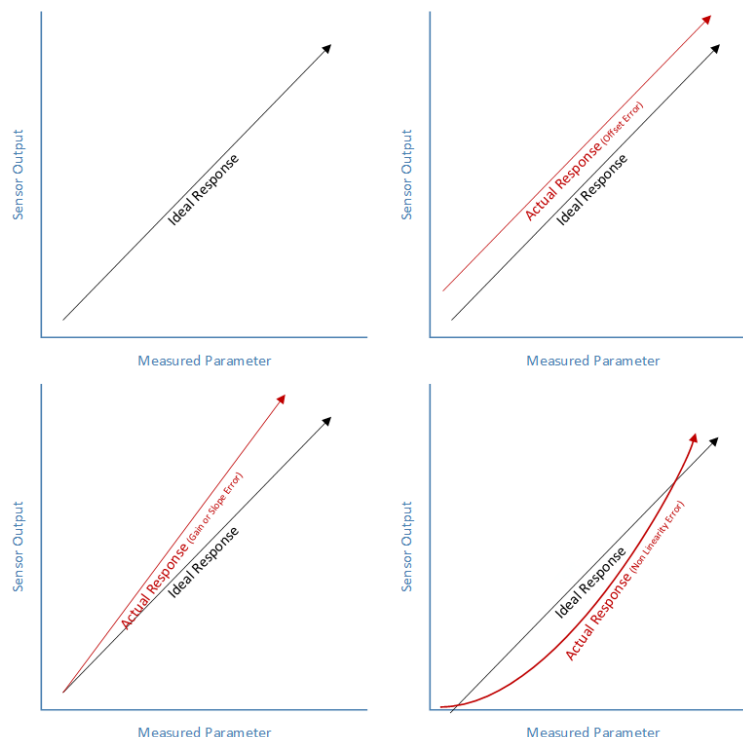 Sensor Output
Ideal Response
Measured Parameter
Sensor Output
Actual Response (Offset Error)
Ideal Response
Measured Parameter
Sensor Output
Actual Response (Gain or Slope Error)
Ideal Response
Measured Parameter
Sensor Output
Ideal Response
Actual Response (Non Linearity Error)
Measured Parameter